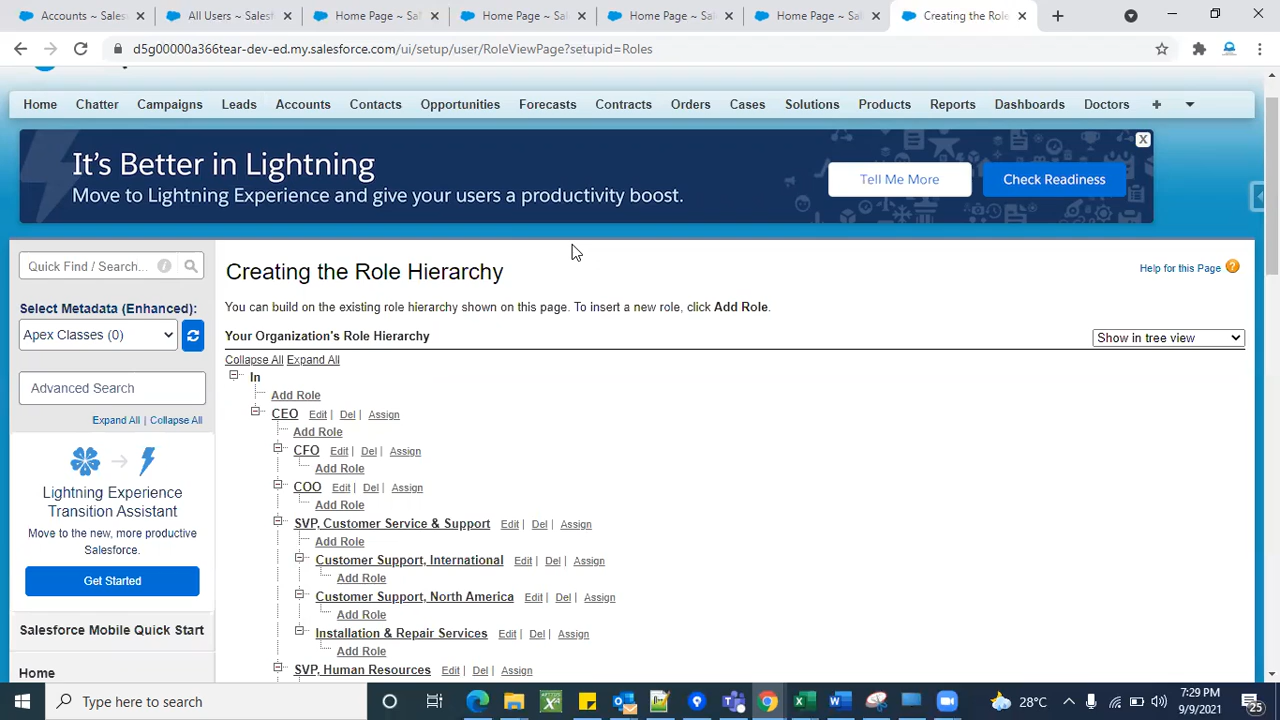 Accounts ~ Sales
All Users ~ Salesf
Home Page ~ Sal
Home Page ~ Sal
Home Page ~ Sal
Home Page ~ Sal
Creating the Role
d5g00000a366tear-dev-ed.my.salesforce.com/ui/setup/user/RoleViewPage?setupid=Roles
Home Chatter Campaigns Leads Accounts Contacts Opportunities Forecasts Contracts Orders Cases Solutions Products Reports Dashboards Doctors +
It's Better in Lightning
Move to Lightning Experience and give your users a productivity boost.
Tell Me More
Check Readiness
X
Quick Find / Search...
Select Metadata (Enhanced):
Apex Classes (0)
Advanced Search
Expand All | Collapse All
Lightning Experience
Transition Assistant
Move to the new, more productive
Salesforce.
Get Started
Salesforce Mobile Quick Start
Home
Creating the Role Hierarchy
Help for this Page
You can build on the existing role hierarchy shown on this page. To insert a new role, click Add Role.
Your Organization's Role Hierarchy
Show in tree view
Collapse All Expand All
In
Add Role
CEO Edit | Del | Assign
Add Role
CFO Edit | Del | Assign
Add Role
COO Edit | Del | Assign
Add Role
SVP, Customer Service & Support Edit | Del | Assign
Add Role
Customer Support, International Edit | Del | Assign
Add Role
Customer Support, North America Edit | Del | Assign
Add Role
Installation & Repair Services Edit | Del | Assign
Add Role
SVP, Human Resources Edit | Del | Assign
Type here to search
28°C
7:29 PM
9/9/2021
25